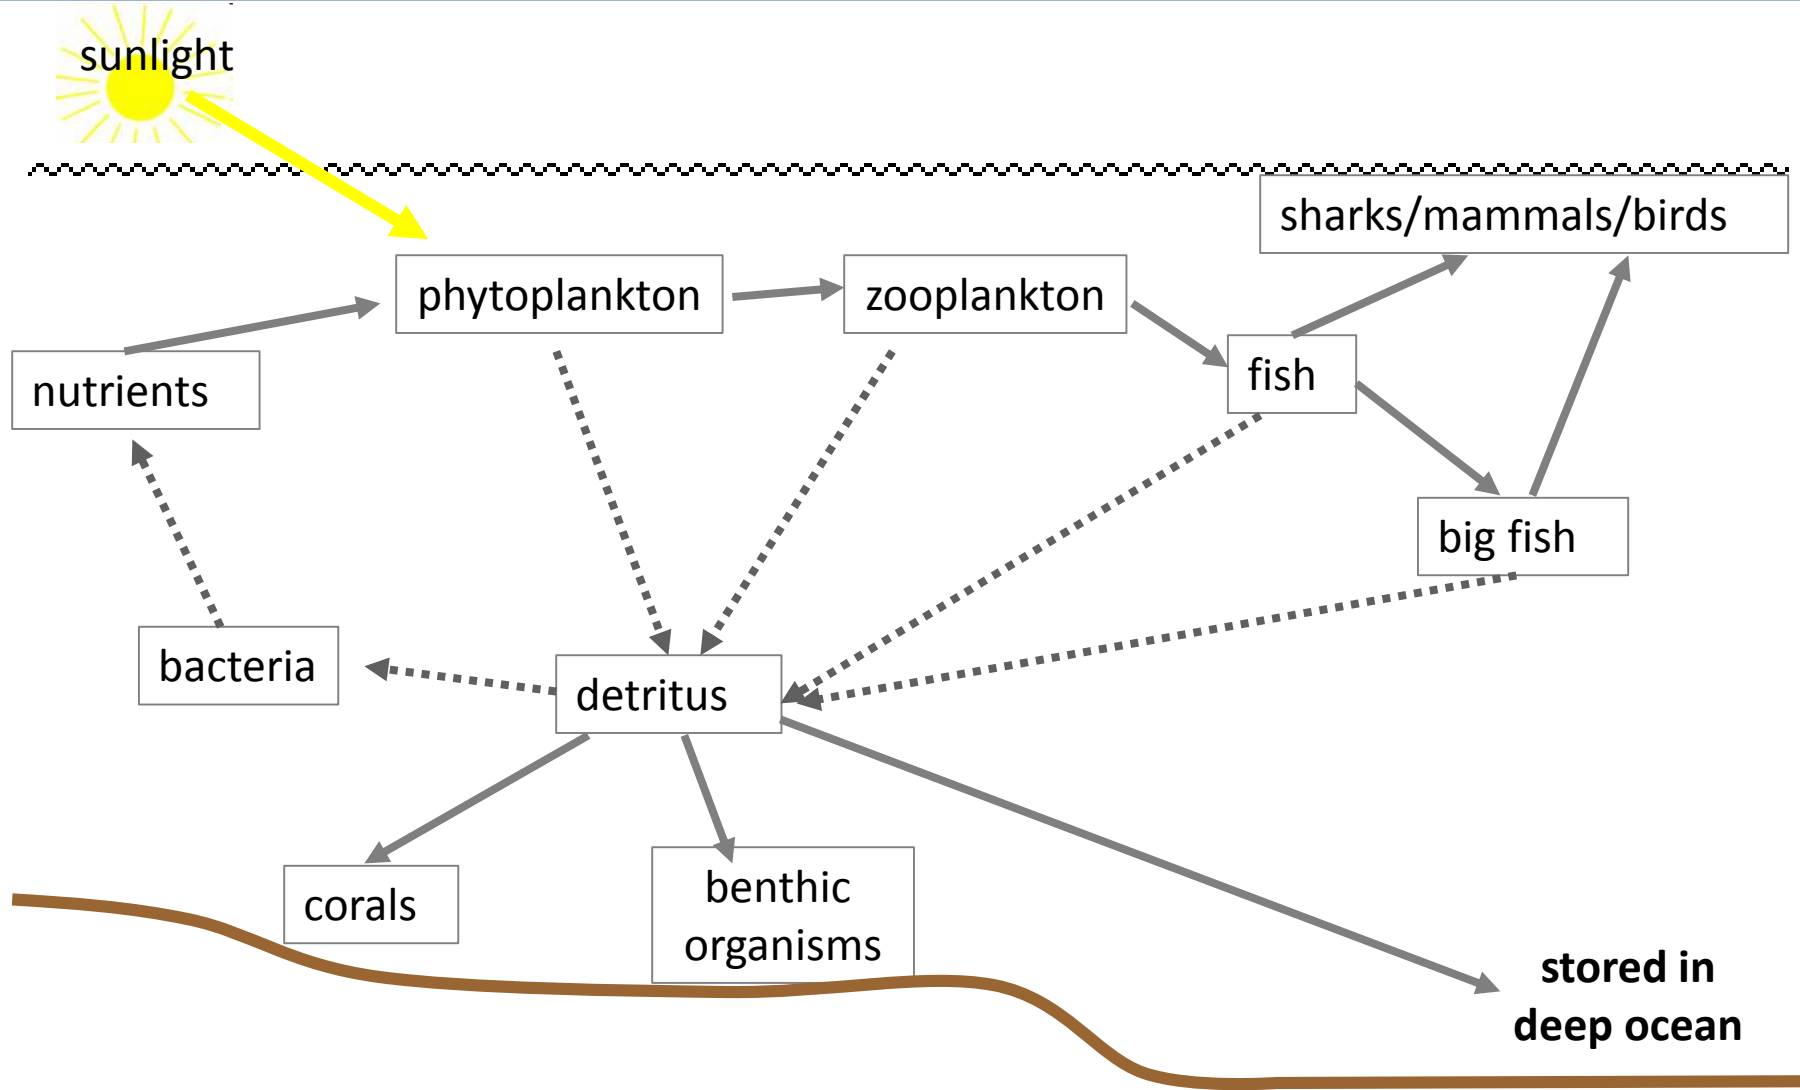 sunlight
sharks/mammals/birds
phytoplankton
zooplankton
fish
nutrients
big fish
bacteria
detritus
corals
benthic
organisms
stored in
deep ocean